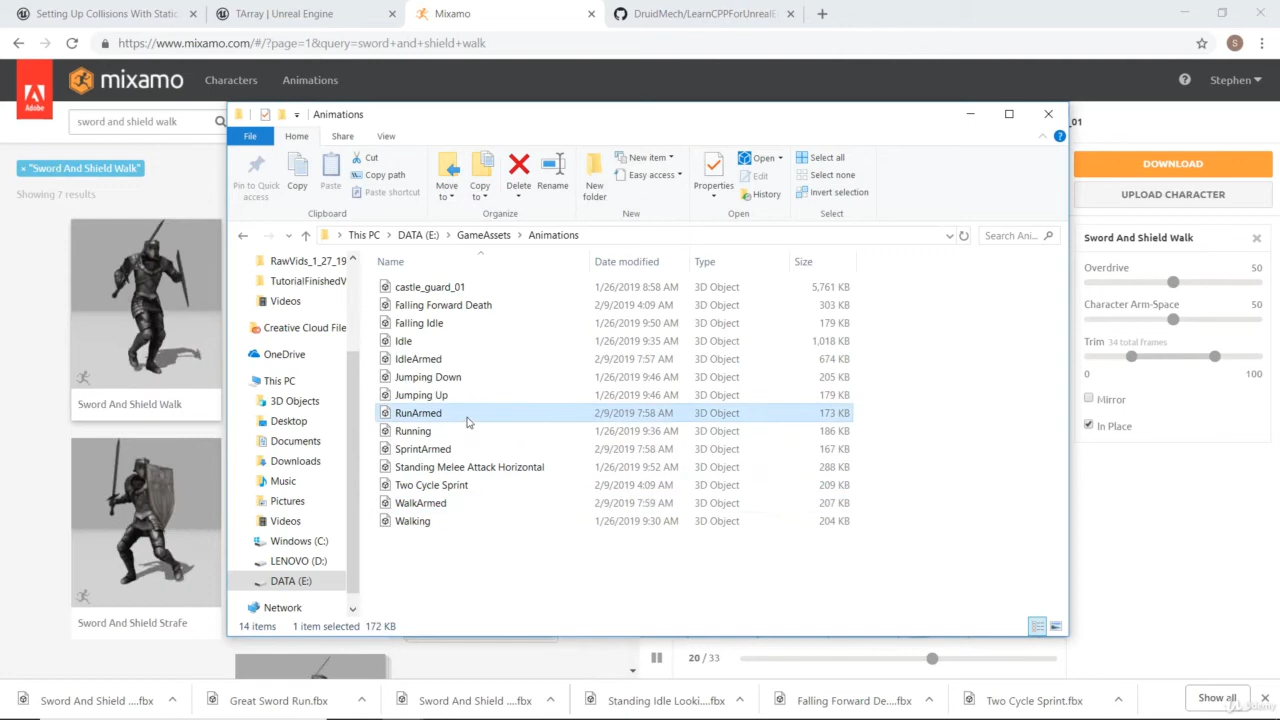 Setting Up Collisions With Static
TArray | Unreal Engine
Mixamo
DruidMech/LearnCPPForUnrealE
https://www.mixamo.com/#/?page=1&query=sword+and+shield+walk
S
Adobe
mixamo
Characters
Animations
Stephen
sword and shield walk
× "Sword And Shield Walk"
Showing 7 results
Sword And Shield Walk
Sword And Shield Strafe
Animations
File
Home
Share
View
Pin to Quick access
Copy
Paste
Cut
Copy path
Paste shortcut
Clipboard
Move to
Copy to
Delete
Rename
Organize
New folder
New item
Easy access
New
Properties
Open
Edit
History
Open
Select all
Select none
Invert selection
Select
This PC > DATA (E:) > GameAssets > Animations
Search Ani...
RawVids_1_27_19
TutorialFinishedV
Videos
Creative Cloud File
OneDrive
This PC
3D Objects
Desktop
Documents
Downloads
Music
Pictures
Videos
Windows (C:)
LENOVO (D:)
DATA (E:)
Network
Name Date modified Type Size
castle_guard_01 1/26/2019 8:58 AM 3D Object 5,761 KB
Falling Forward Death 2/9/2019 4:09 AM 3D Object 303 KB
Falling Idle 1/26/2019 9:50 AM 3D Object 179 KB
Idle 1/26/2019 9:35 AM 3D Object 1,018 KB
IdleArmed 2/9/2019 7:57 AM 3D Object 674 KB
Jumping Down 1/26/2019 9:46 AM 3D Object 205 KB
Jumping Up 1/26/2019 9:46 AM 3D Object 179 KB
RunArmed 2/9/2019 7:58 AM 3D Object 173 KB
Running 1/26/2019 9:36 AM 3D Object 186 KB
SprintArmed 2/9/2019 7:58 AM 3D Object 167 KB
Standing Melee Attack Horizontal 1/26/2019 9:52 AM 3D Object 288 KB
Two Cycle Sprint 2/9/2019 4:09 AM 3D Object 209 KB
WalkArmed 2/9/2019 7:59 AM 3D Object 207 KB
Walking 1/26/2019 9:30 AM 3D Object 204 KB
14 items 1 item selected 172 KB
_01
DOWNLOAD
UPLOAD CHARACTER
Sword And Shield Walk
Overdrive 50
Character Arm-Space 50
Trim 34 total frames
0 100
Mirror
In Place
20 / 33
Sword And Shield ....fbx
Great Sword Run.fbx
Sword And Shield ....fbx
Standing Idle Looki....fbx
Falling Forward De....fbx
Two Cycle Sprint.fbx
Show all